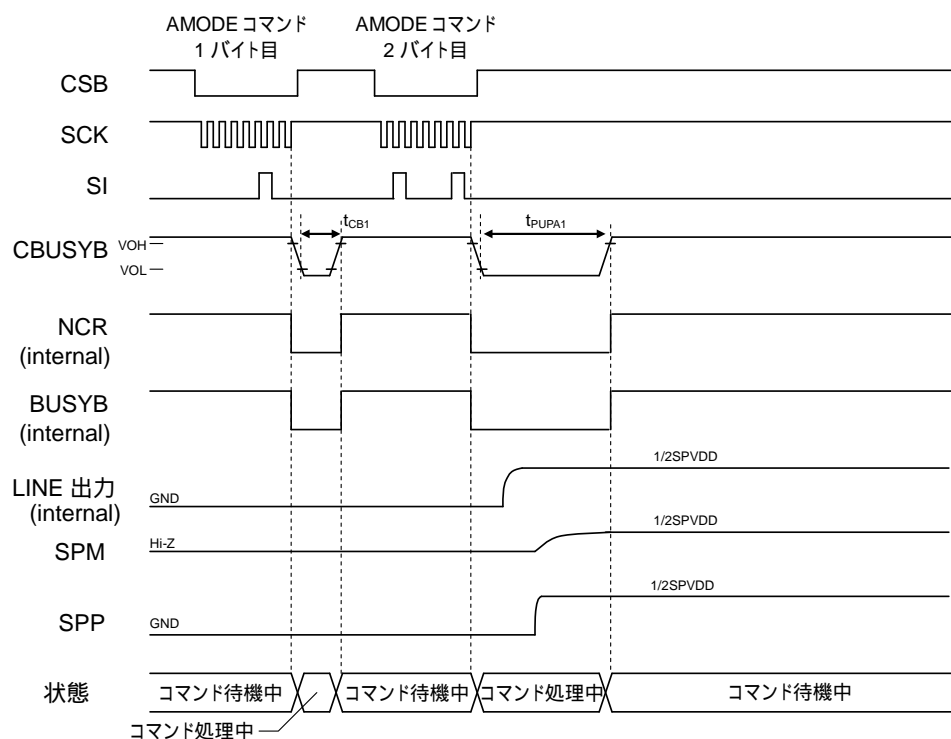 AMODE コマンド
1 バイト目
AMODE コマンド
2 バイト目
CSB
SCK
SI
tCB1
tPUPA1
CBUSYB
VOH
VOL
NCR
(internal)
BUSYB
(internal)
1/2SPVDD
LINE 出力
(internal)
GND
1/2SPVDD
SPM
Hi-Z
1/2SPVDD
SPP
GND
状態
コマンド待機中
コマンド待機中
コマンド処理中
コマンド待機中
コマンド処理中